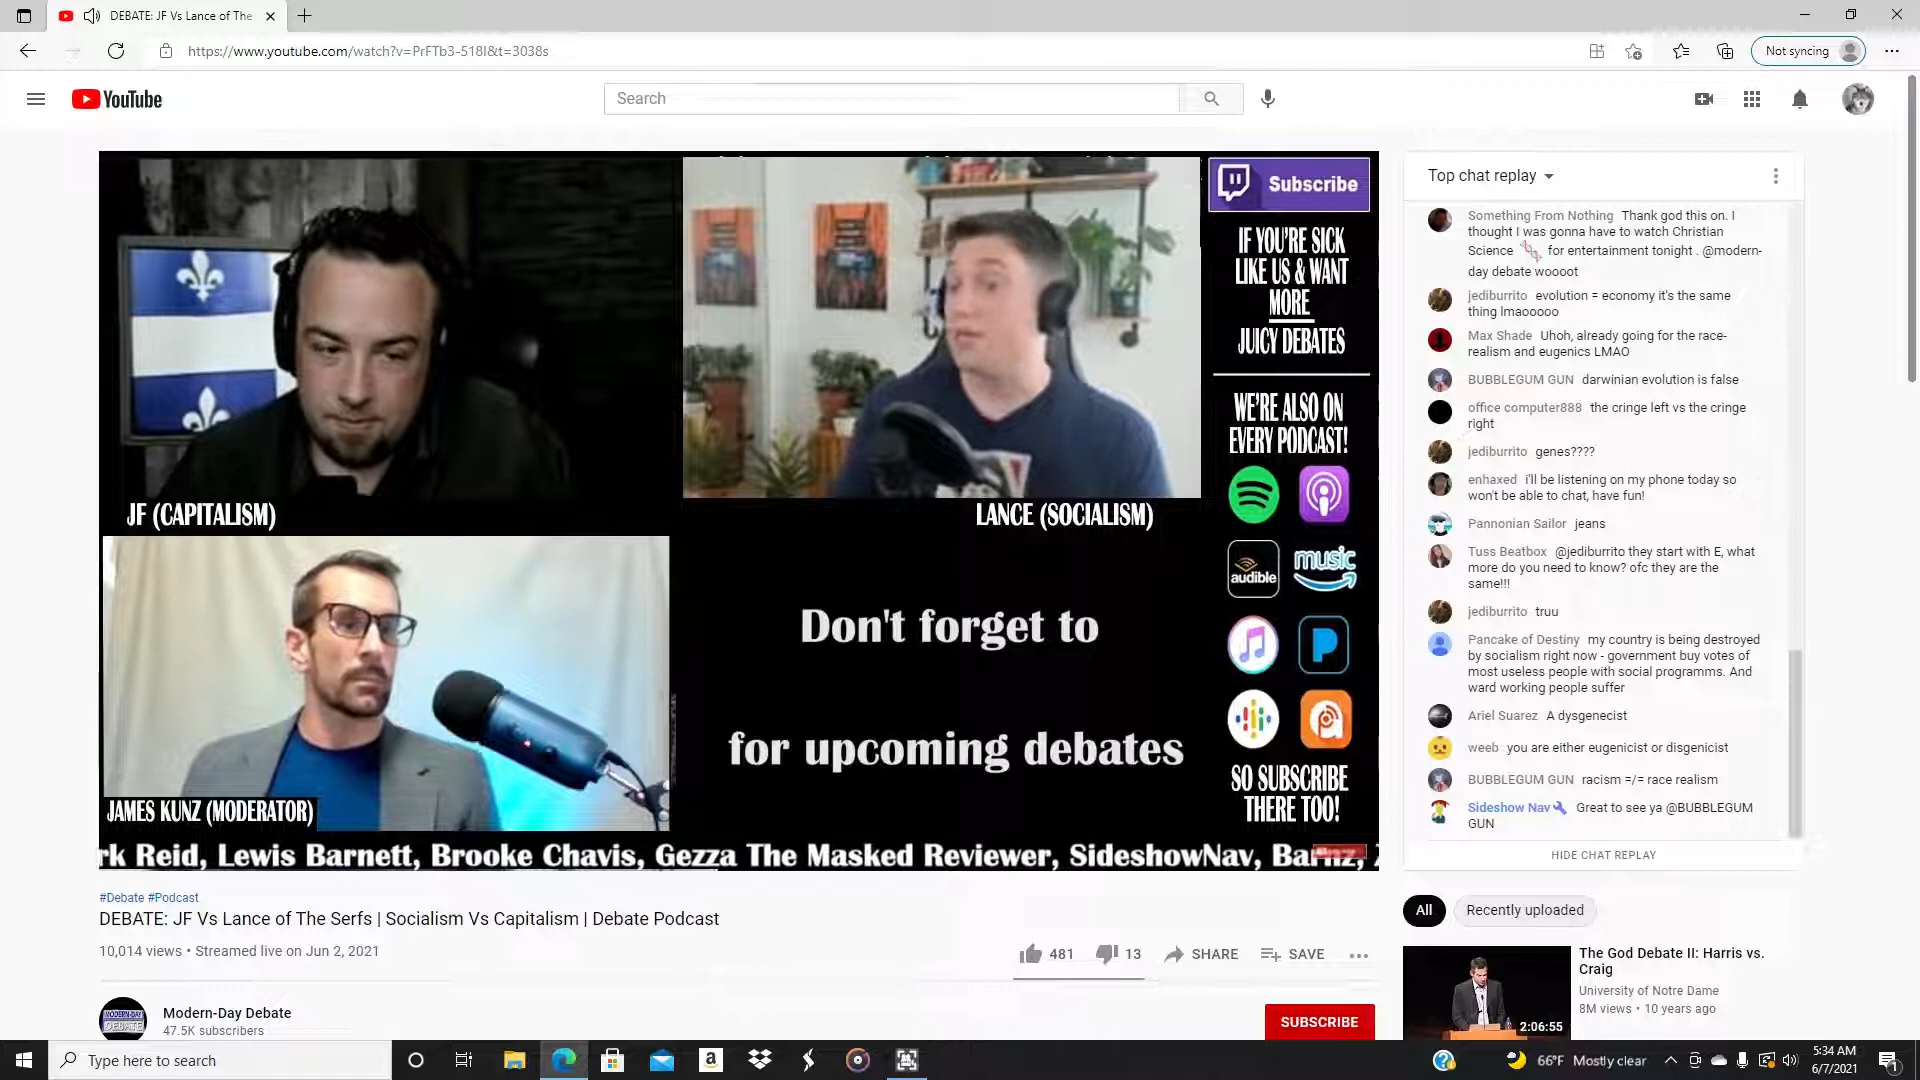 DEBATE: JF Vs Lance of The
https://www.youtube.com/watch?v=PrFTb3-518I&t=3038s
Not syncing
YouTube
Search
Subscribe
IF YOU'RE SICK
LIKE US & WANT
MORE
JUICY DEBATES
WE'RE ALSO ON
EVERY PODCAST!
audible
music
SO SUBSCRIBE
THERE TOO!
JF (CAPITALISM)
LANCE (SOCIALISM)
JAMES KUNZ (MODERATOR)
Don't forget to
for upcoming debates
rk Reid, Lewis Barnett, Brooke Chavis, Gezza The Masked Reviewer, SideshowNav,
Top chat replay
Something From Nothing Thank god this on. I
thought I was gonna have to watch Christian
Science for entertainment tonight . @modern-
day debate woooot
jediburrito evolution = economy it's the same
thing lmaooooo
Max Shade Uhoh, already going for the race-
realism and eugenics LMAO
BUBBLEGUM GUN darwinian evolution is false
office computer888 the cringe left vs the cringe
right
jediburrito genes????
enhaxed i'll be listening on my phone today so
won't be able to chat, have fun!
Pannonian Sailor jeans
Tuss Beatbox @jediburrito they start with E, what
more do you need to know? ofc they are the
same!!!
jediburrito truu
Pancake of Destiny my country is being destroyed
by socialism right now - government buy votes of
most useless people with social programms. And
ward working people suffer
Ariel Suarez A dysgenecist
weeb you are either eugenicist or disgenicist
BUBBLEGUM GUN racism =/= race realism
Sideshow Nav Great to see ya @BUBBLEGUM
GUN
HIDE CHAT REPLAY
#Debate #Podcast
DEBATE: JF Vs Lance of The Serfs | Socialism Vs Capitalism | Debate Podcast
10,014 views • Streamed live on Jun 2, 2021
481
13
SHARE
SAVE
MODERN-DAY
DEBATE
Modern-Day Debate
47.5K subscribers
SUBSCRIBE
All
Recently uploaded
The God Debate II: Harris vs.
Craig
University of Notre Dame
8M views • 10 years ago
2:06:55
Type here to search
66°F Mostly clear
5:34 AM
6/7/2021
1